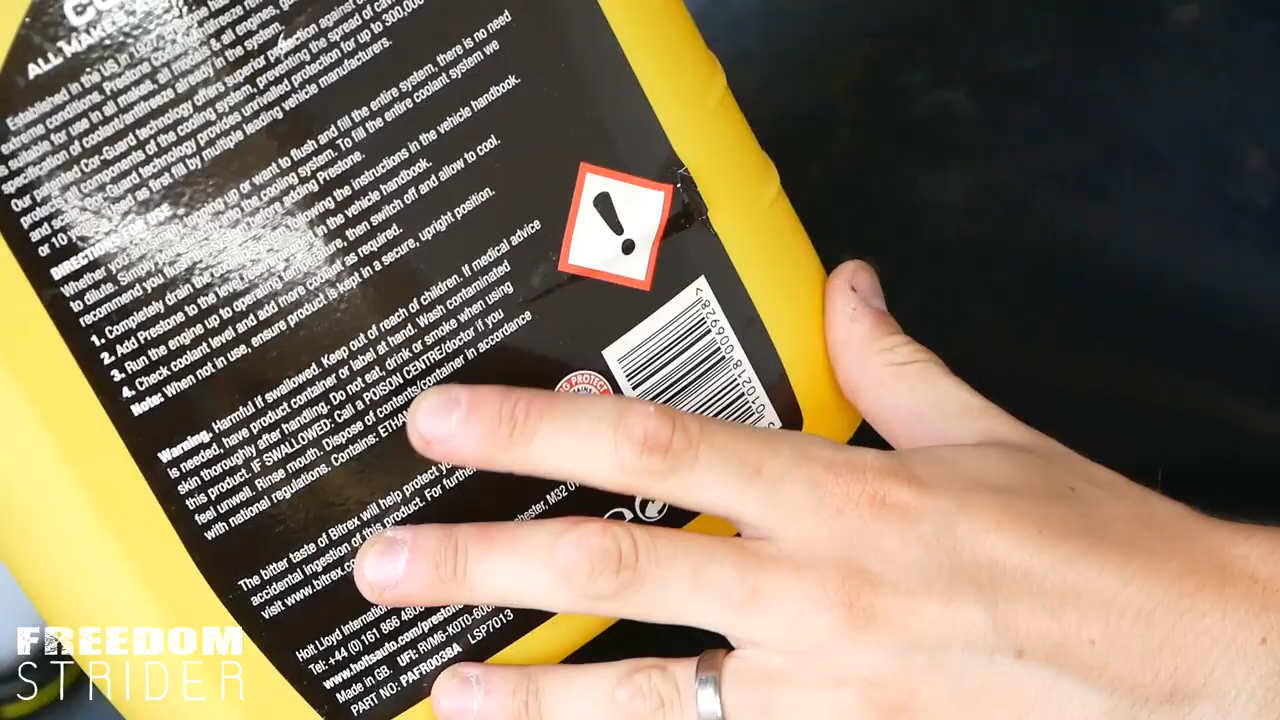 ALL MAKES
Established in the US in 1927, Prestone
extreme conditions. Prestone Coolant/Antifreeze
suitable for use in all makes, all models & all engines,
specification of coolant/antifreeze already in the system.
Our patented Cor-Guard technology offers superior protection against
protects all components of the cooling system, preventing the spread of
and scale. Cor-Guard technology provides unrivalled protection for up to 300,000
or 10 used as first fill by multiple leading vehicle manufacturers.
DIRECTIONS FOR USE
Whether you are simply topping up or want to flush and fill the entire system, there is no need
to dilute. Simply directly into the cooling system. To fill the entire coolant system we
recommend you flush before adding Prestone.
1. Completely drain the cooling system following the instructions in the vehicle handbook.
2. Add Prestone to the level in the vehicle handbook.
3. Run the engine up to operating temperature, then switch off and allow to cool.
4. Check coolant level and add more coolant as required.
Note: When not in use, ensure product is kept in a secure, upright position.
Warning. Harmful if swallowed. Keep out of reach of children. If medical advice
is needed, have product container or label at hand. Wash contaminated
skin thoroughly after handling. Do not eat, drink or smoke when using
this product. IF SWALLOWED: Call a POISON CENTRE/doctor if you
feel unwell. Rinse mouth. Dispose of contents/container in accordance
with national regulations. Contains:
The bitter taste of Bitrex will help protect
accidental ingestion of this product. For further
visit www.bitrex.
Holt Lloyd M32
Tel: +44 (0) 161 866 4800
www.holtsauto.com/prestone
Made in GB. UFI: RVM6-K0T0-600
PART NO: PAFR0038A LSP7013
!
PROTECT
5 010218 006928 >
FREEDOM
STRIDER